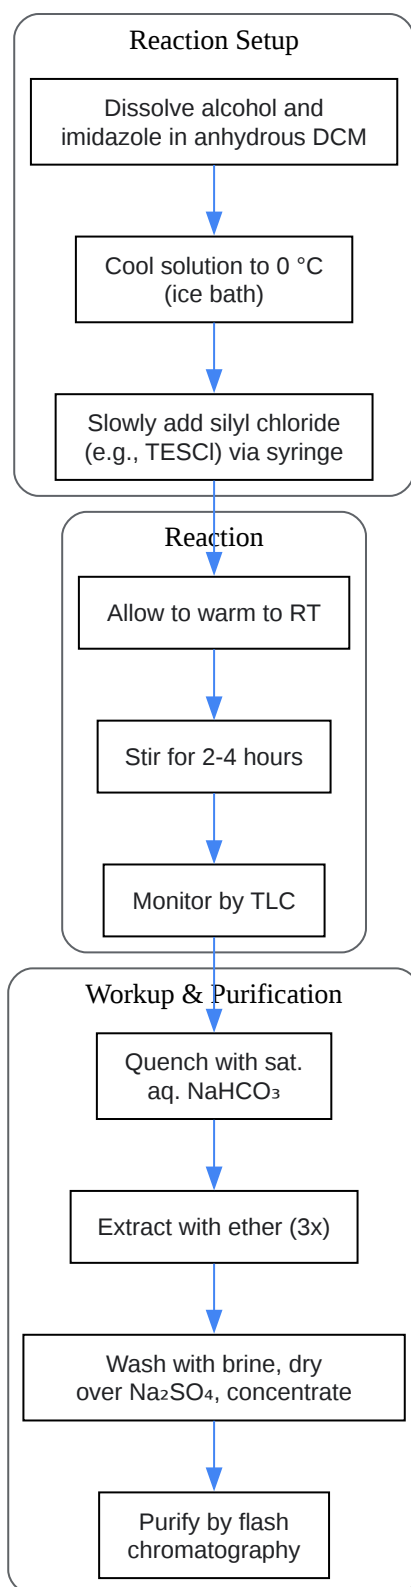 Reaction Setup
Dissolve alcohol and
imidazole in anhydrous DCM
Cool solution to 0 °C
(ice bath)
Slowly add silyl chloride
(e.g., TESCl) via syringe
Reaction
Allow to warm to RT
Stir for 2-4 hours
Monitor by TLC
Workup & Purification
Quench with sat.
aq. NaHCO₃
Extract with ether (3x)
Wash with brine, dry
over Na₂SO₄, concentrate
Purify by flash
chromatography